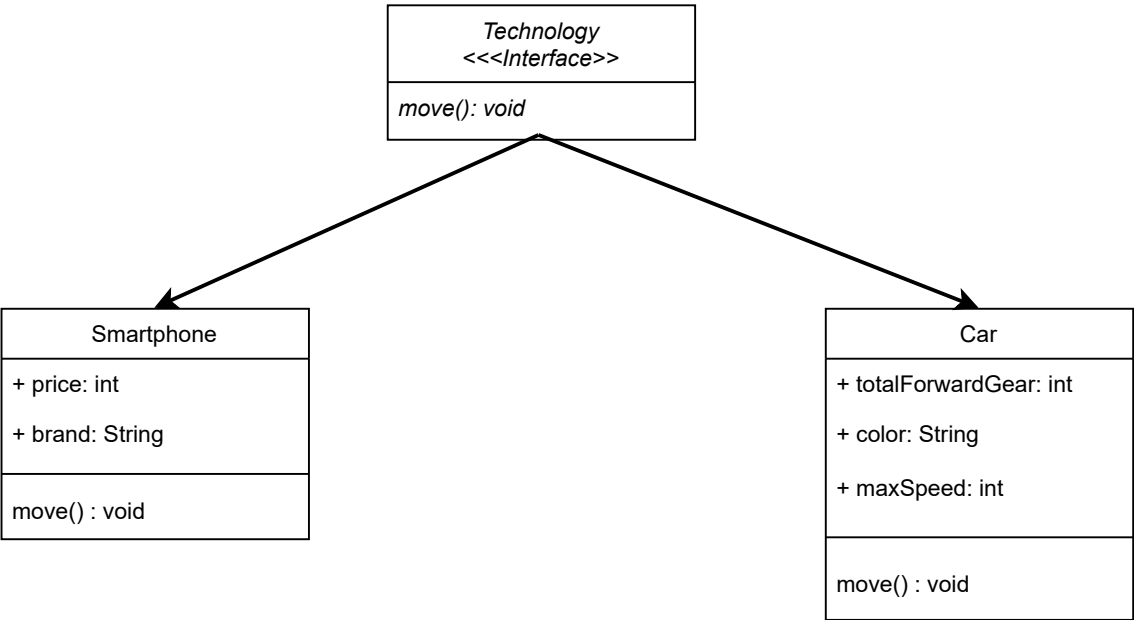 Technology
<<<Interface>>
move(): void
Smartphone
+ price: int
+ brand: String
move() : void
Car
+ totalForwardGear: int
+ color: String
+ maxSpeed: int
move() : void